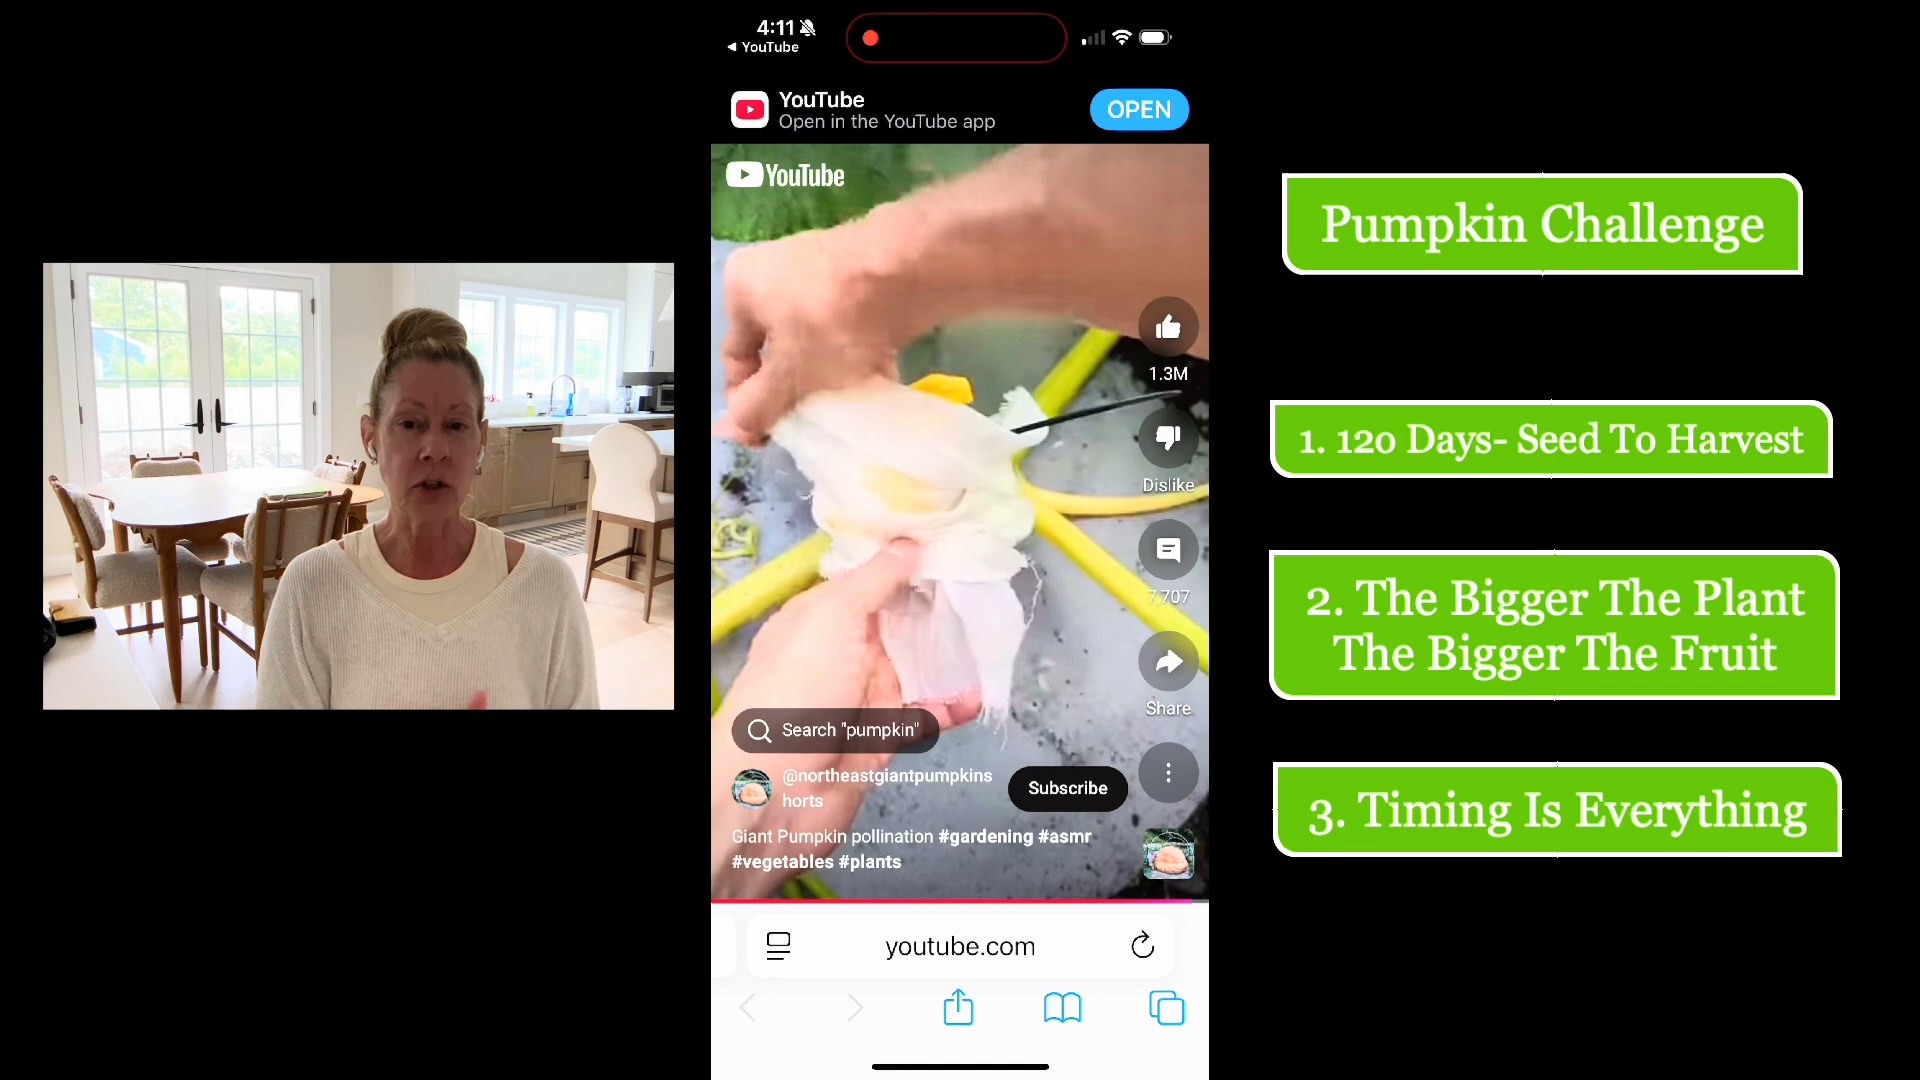 4:11
YouTube
YouTube
Open in the YouTube app
OPEN
YouTube
1.3M
Dislike
7,707
Share
Search "pumpkin"
@northeastgiantpumpkins
horts
Subscribe
Giant Pumpkin pollination #gardening #asmr
#vegetables #plants
youtube.com
Pumpkin Challenge
1. 120 Days- Seed To Harvest
2. The Bigger The Plant
The Bigger The Fruit
3. Timing Is Everything